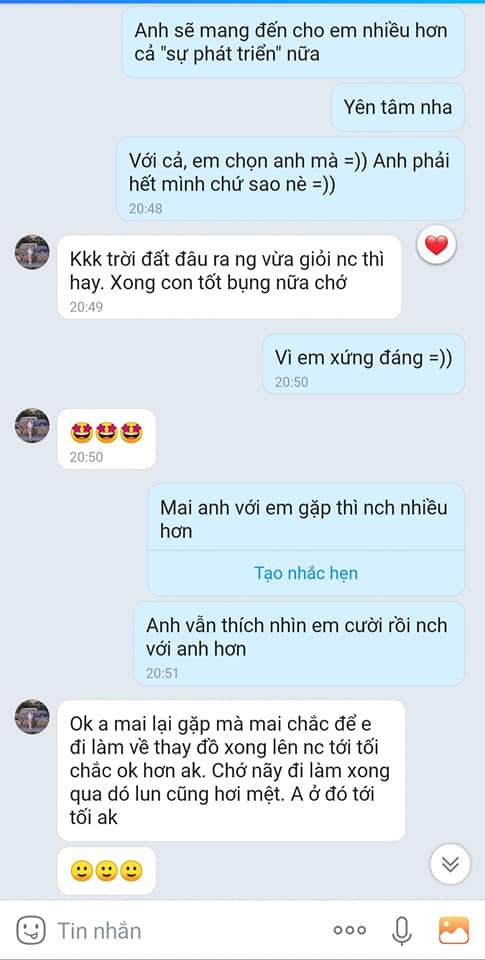 Anh sẽ mang đến cho em nhiều hơn
cả "sự phát triển" nữa
Yên tâm nha
Với cả, em chọn anh mà =)) Anh phải
hết mình chứ sao nè =))
20:48
Kkk trời đất đâu ra ng vừa giỏi nc thì
hay. Xong con tốt bụng nữa chớ
20:49
Vì em xứng đáng =))
20:50
20:50
Mai anh với em gặp thì nch nhiều
hơn
Tạo nhắc hẹn
Anh vẫn thích nhìn em cười rồi nch
với anh hơn
20:51
Ok a mai lại gặp mà mai chắc để e
đi làm về thay đồ xong lên nc tới tối
chắc ok hơn ak. Chớ nãy đi làm xong
qua dó lun cũng hơi mệt. A ở đó tới
tối ak
Tin nhắn